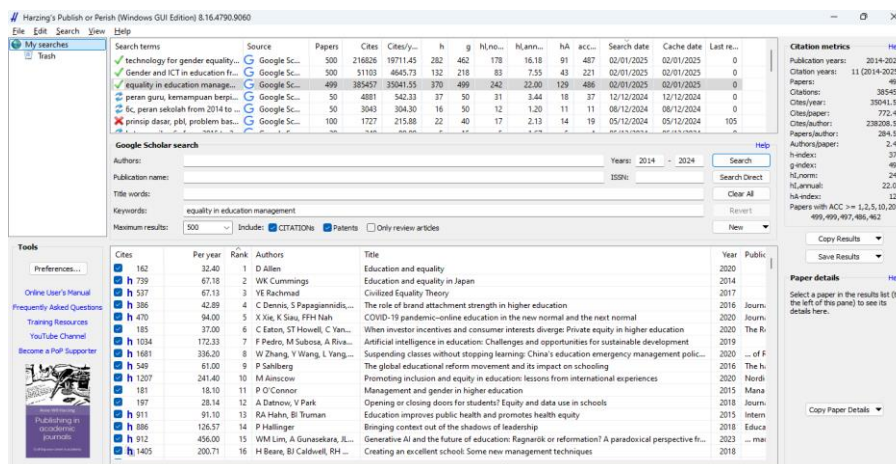 Harzing's Publish or Perish (Windows GUI Edition) 8.16.4790.9060
File Edit Search View Help
My searches
Trash
Search terms Source Papers Cites Cites/y... h g hI,no... hI,ann... hA acc... Search date Cache date Last re...
technology for gender equality... Google Sc... 500 216826 19711.45 282 462 178 16.18 91 487 02/01/2025 02/01/2025 0
Gender and ICT in education fr... Google Sc... 500 51103 4645.73 132 218 83 7.55 43 221 02/01/2025 02/01/2025 0
equality in education manage... Google Sc... 499 385457 35041.55 370 499 242 22.00 129 486 02/01/2025 02/01/2025 0
peran guru, kemampuan berpi... Google Sc... 50 4881 542.33 37 50 31 3.44 18 37 12/12/2024 12/12/2024 0
6c, peran sekolah from 2014 to ... Google Sc... 50 3043 304.30 16 50 12 1.20 11 11 06/12/2024 06/12/2024 0
prinsip dasar, pbl, problem bas... Google Sc... 100 1727 215.88 22 40 17 2.13 14 19 05/12/2024 05/12/2024 105
Google Scholar search Help
Authors: Years: 2014 - 2024 Search
Publication name: ISSN: Search Direct
Title words: Clear All
Keywords: equality in education management Revert
Maximum results: 500 Include: CITATIONs Patents Only review articles New
Cites Per year Rank Authors Title Year Public
162 32.40 1 D Allen Education and equality 2020
h 739 67.18 2 WK Cummings Education and equality in Japan 2014
h 537 67.13 3 YE Rachmad Civilized Equality Theory 2017
h 386 42.89 4 C Dennis, S Papagiannidis,... The role of brand attachment strength in higher education 2016 Journ
h 470 94.00 5 X Xie, K Siau, FFH Nah COVID-19 pandemic–online education in the new normal and the next normal 2020 Journ
185 37.00 6 C Eaton, ST Howell, C Yan... When investor incentives and consumer interests diverge: Private equity in higher education 2020 The R
h 1034 172.33 7 F Pedro, M Subosa, A Riva... Artificial intelligence in education: Challenges and opportunities for sustainable development 2019
h 1681 336.20 8 W Zhang, Y Wang, L Yang,... Suspending classes without stopping learning: China's education emergency management polic... 2020 ... of F
h 549 61.00 9 P Sahlberg The global educational reform movement and its impact on schooling 2016 The h
h 1207 241.40 10 M Ainscow Promoting inclusion and equity in education: lessons from international experiences 2020 Nordi
181 18.10 11 P O'Connor Management and gender in higher education 2015 Mana
197 28.14 12 A Datnow, V Park Opening or closing doors for students? Equity and data use in schools 2018 Journ
h 911 91.10 13 RA Hahn, BI Truman Education improves public health and promotes health equity 2015 Intern
h 886 126.57 14 P Hallinger Bringing context out of the shadows of leadership 2018 Educa
h 912 456.00 15 WM Lim, A Gunasekara, JL... Generative AI and the future of education: Ragnarök or reformation? A paradoxical perspective fr... 2023 ... mar
h 1405 200.71 16 H Beare, BJ Caldwell, RH ... Creating an excellent school: Some new management techniques 2018
Tools
Preferences...
Online User's Manual
Frequently Asked Questions
Training Resources
YouTube Channel
Become a PoP Supporter
Publishing in
academic
journals
Citation metrics He
Publication years: 2014-202
Citation years: 11 (2014-2025
Papers: 49
Citations: 38545
Cites/year: 35041.5
Cites/paper: 772.4
Cites/author: 238208.5
Papers/author: 284.5
Authors/paper: 2.4
h-index: 37
g-index: 49
hI,norm: 24
hI,annual: 22.0
hA-index: 12
Papers with ACC >= 1,2,5,10,20
499,499,497,486,462
Copy Results
Save Results
Paper details He
Select a paper in the results list (t
the left of this pane) to see its
details here.
Copy Paper Details